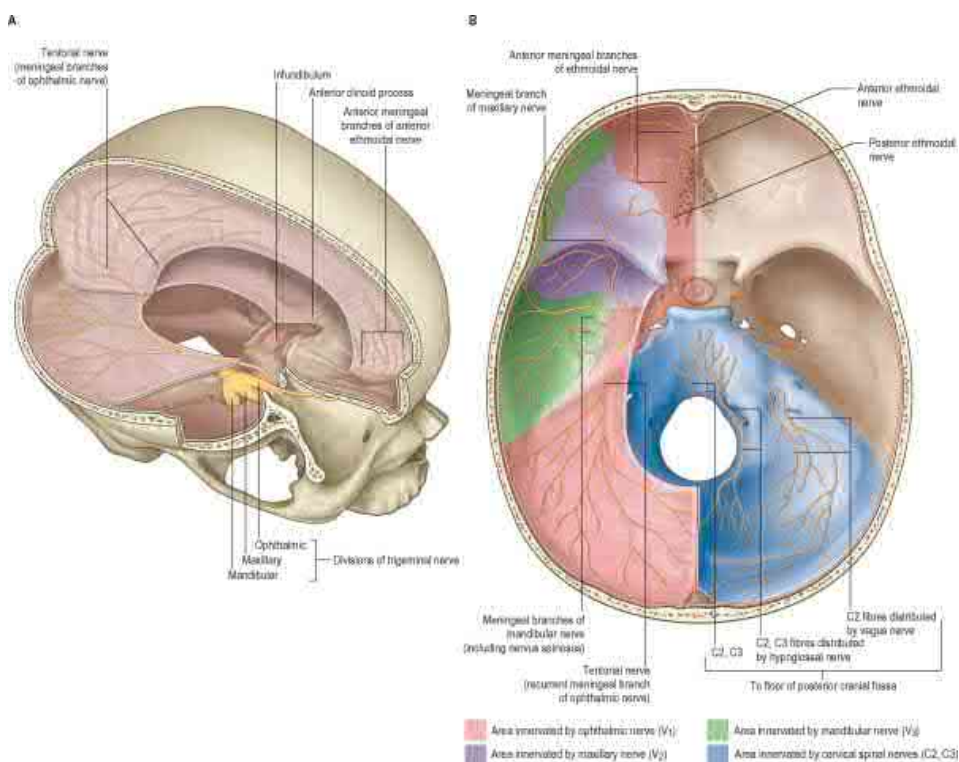 A
Tentorial nerve
(meningeal branches
of ophthalmic nerve)
Infundibulum
Anterior clinoid process
Anterior meningeal
branches of anterior
ethmoidal nerve
Ophthalmic
Maxillary
Mandibular
Divisions of trigeminal nerve
B
Anterior meningeal branches
of ethmoidal nerve
Meningeal branch
of maxillary nerve
Anterior ethmoidal
nerve
Posterior ethmoidal
nerve
Meningeal branches of
mandibular nerve
(including nervus spinosus)
Tentorial nerve
(recurrent meningeal branch
of ophthalmic nerve)
C2, C3
C2, C3 fibres distributed
by hypoglossal nerve
C2 fibres distributed
by vagus nerve
To floor of posterior cranial fossa
Area innervated by ophthalmic nerve (V1)
Area innervated by maxillary nerve (V2)
Area innervated by mandibular nerve (V3)
Area innervated by cervical spinal nerves (C2, C3)